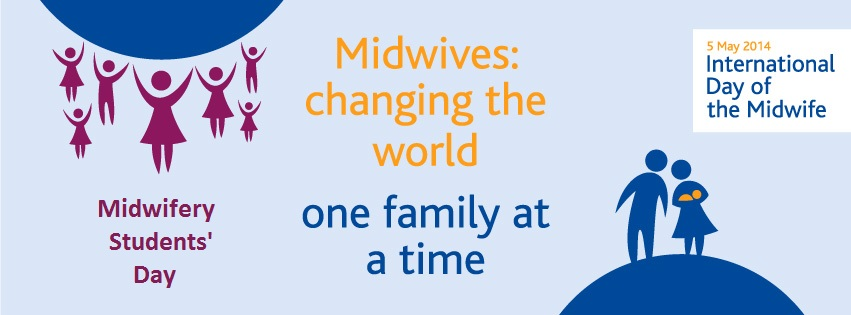 Midwifery
Students'
Day
Midwives:
changing the
world
one family at
a time
5 May 2014
International
Day of
the Midwife